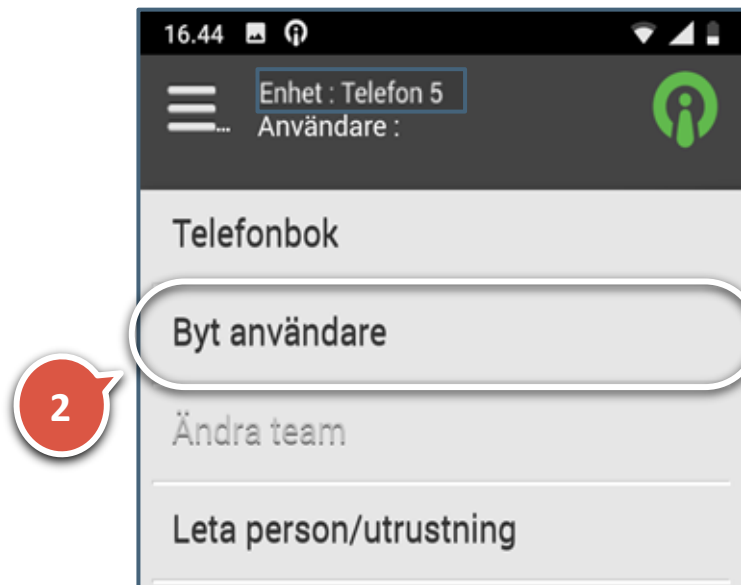 16.44
Enhet : Telefon 5
Användare :
Telefonbok
Byt användare
2
Ändra team
Leta person/utrustning